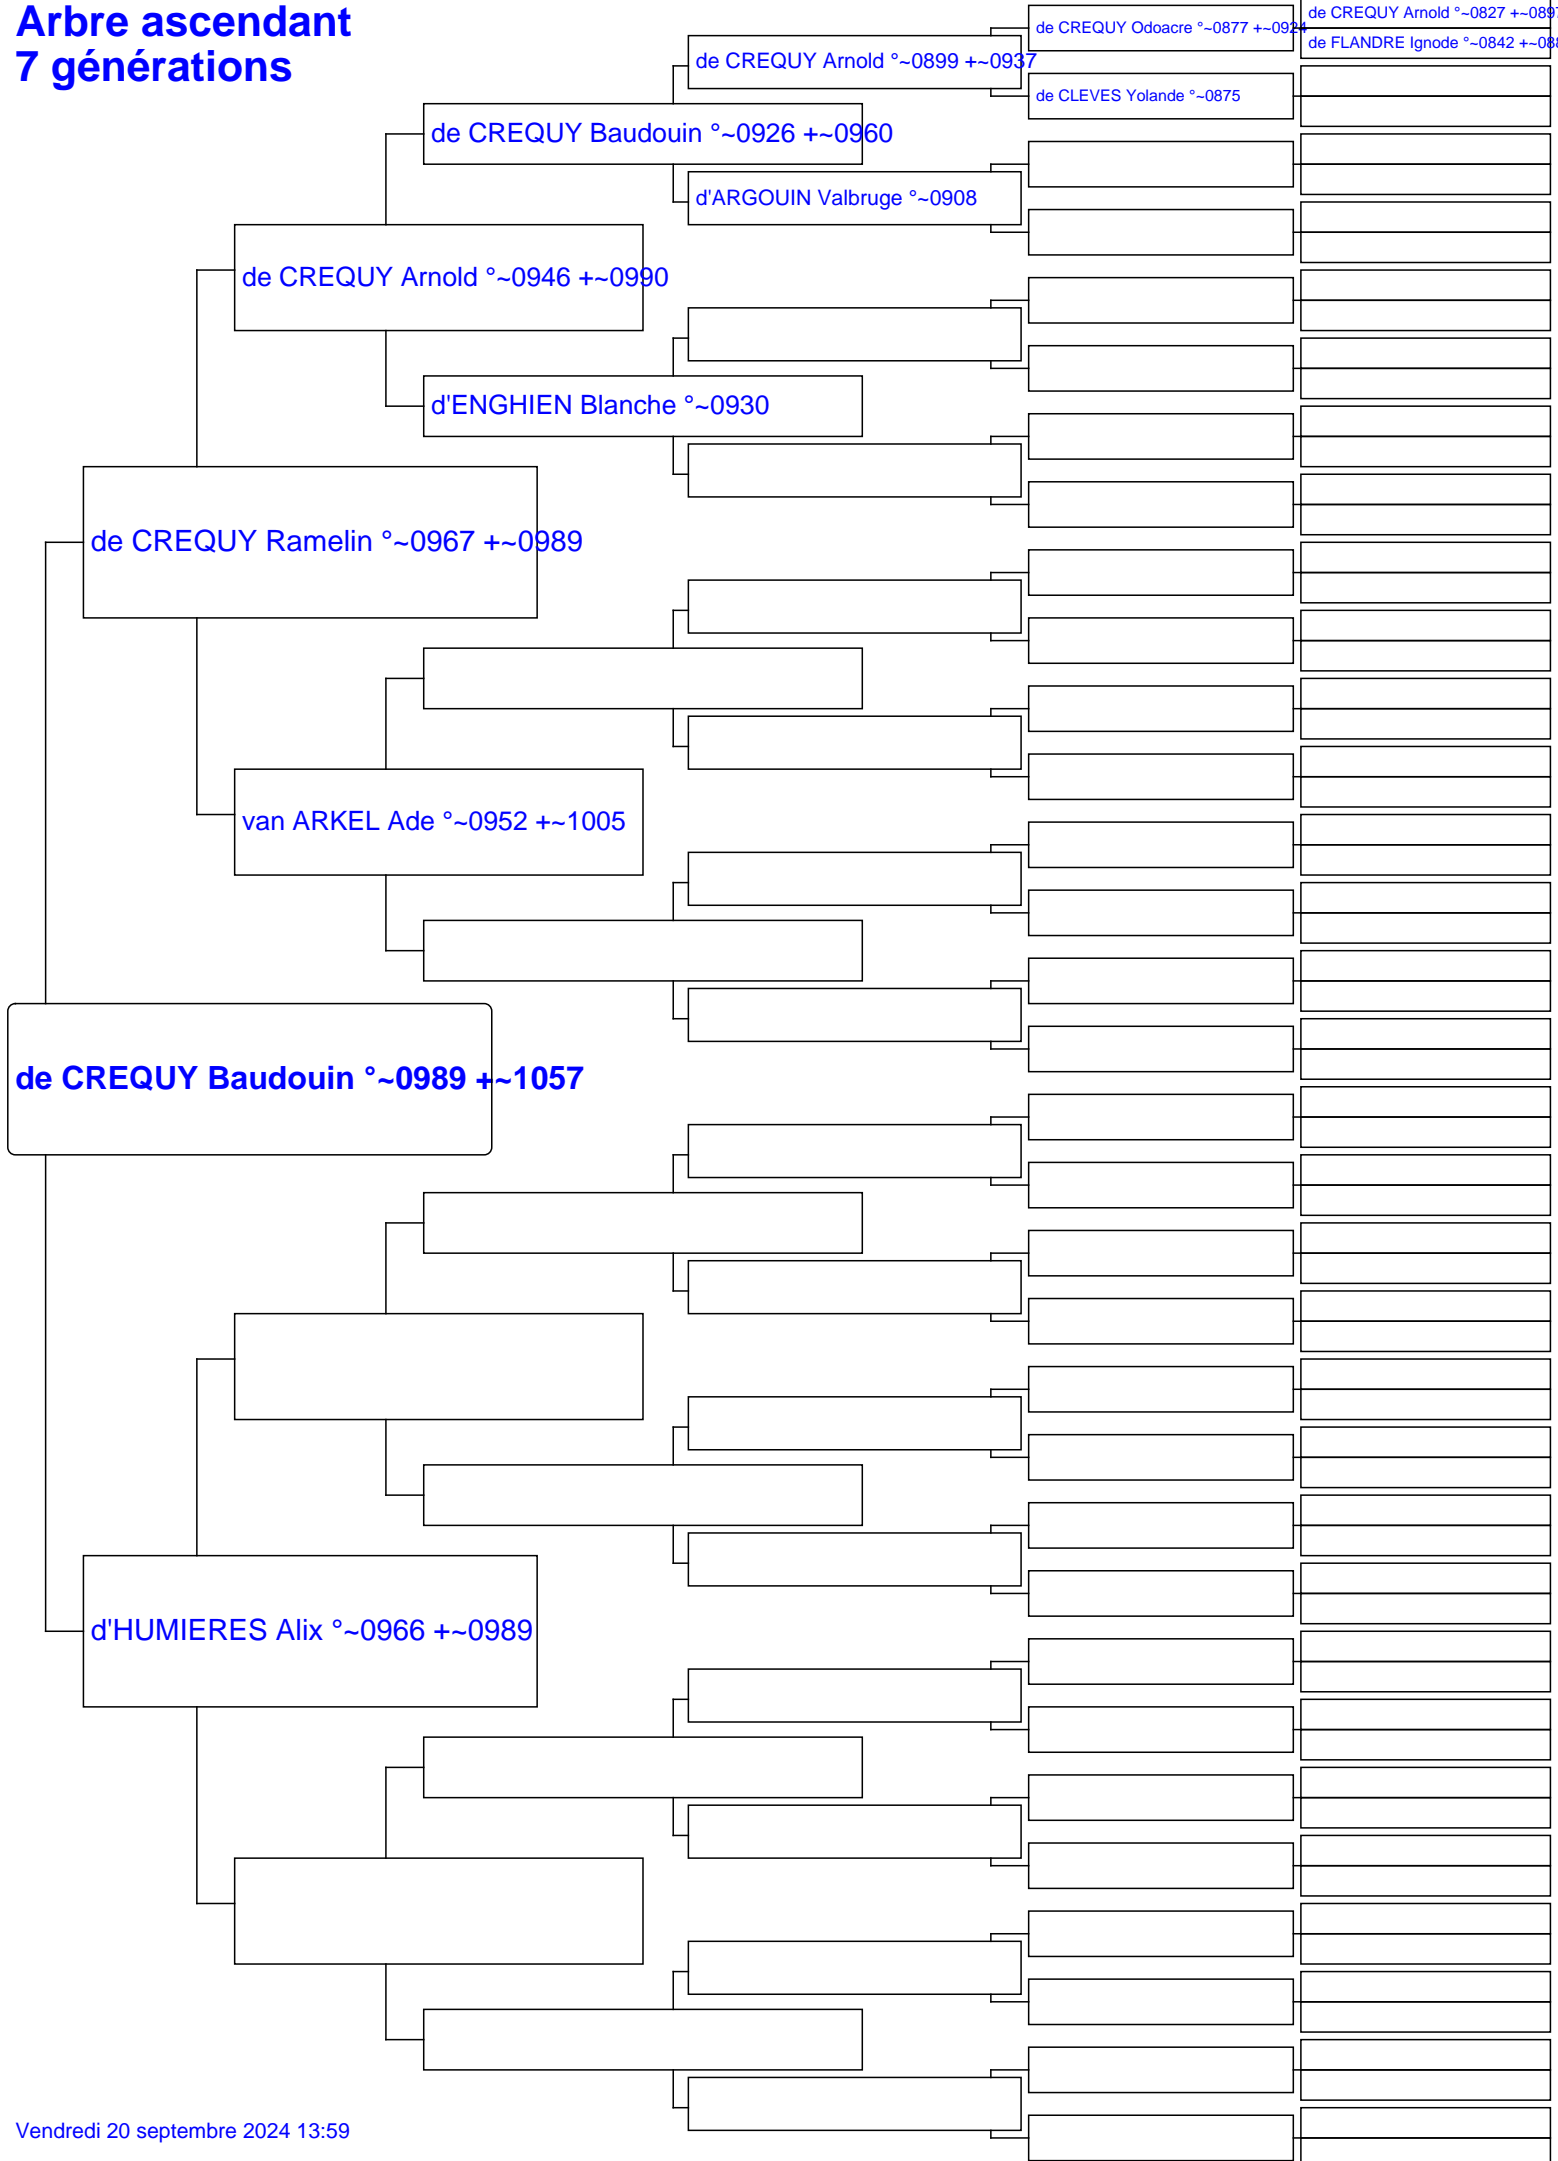 Arbre ascendant
7 générations
de CREQUY Arnold °~0827 +~0897
de CREQUY Odoacre °~0877 +~0924
de FLANDRE Ignode °~0842 +~088
de CREQUY Arnold °~0899 +~0937
de CLEVES Yolande °~0875
de CREQUY Baudouin °~0926 +~0960
d'ARGOUIN Valbruge °~0908
de CREQUY Arnold °~0946 +~0990
d'ENGHIEN Blanche °~0930
de CREQUY Ramelin °~0967 +~0989
van ARKEL Ade °~0952 +~1005
de CREQUY Baudouin °~0989 +~1057
d'HUMIERES Alix °~0966 +~0989
Vendredi 20 septembre 2024 13:59